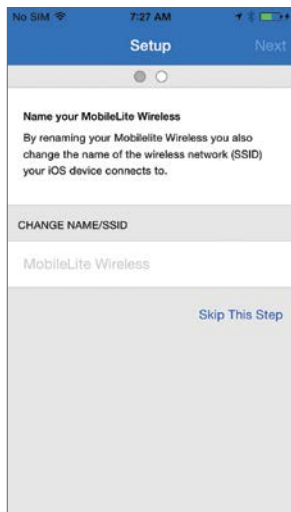 No SIM 7:27 AM
Setup Next
Name your MobileLite Wireless
By renaming your Mobilelite Wireless you also
change the name of the wireless network (SSID)
your iOS device connects to.
CHANGE NAME/SSID
MobileLite Wireless
Skip This Step